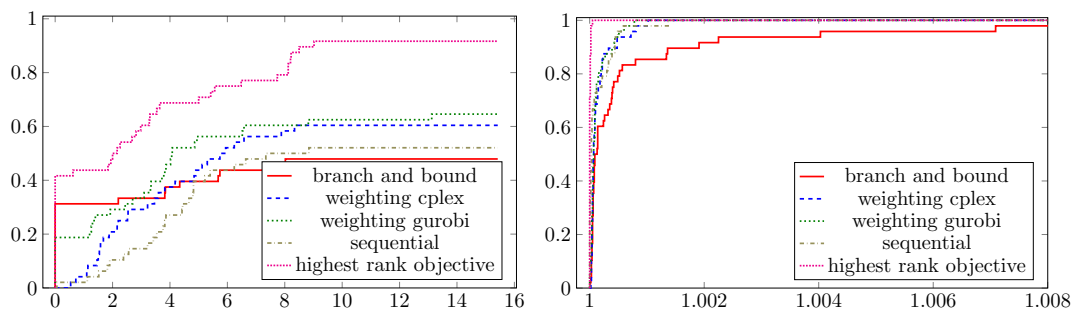 1
0.8
0.6
0.4
0.2
0
0 2 4 6 8 10 12 14 16
branch and bound
weighting cplex
weighting gurobi
sequential
highest rank objective
1
0.8
0.6
0.4
0.2
0
1 1.002 1.004 1.006 1.008
branch and bound
weighting cplex
weighting gurobi
sequential
highest rank objective